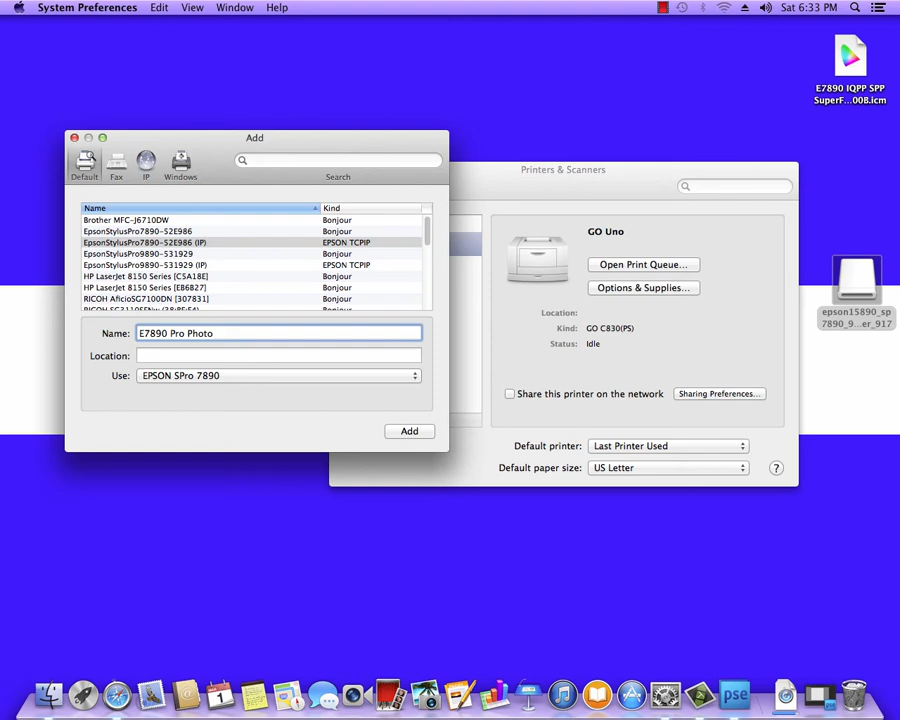 System Preferences Edit View Window Help
Sat 6:33 PM
E7890 IQPP SPP
SuperF...00B.icm
Add
Default Fax IP Windows
Search
Name Kind
Brother MFC-J6710DW Bonjour
EpsonStylusPro7890-52E986 Bonjour
EpsonStylusPro7890-52E986 (IP) EPSON TCPIP
EpsonStylusPro9890-531929 Bonjour
EpsonStylusPro9890-531929 (IP) EPSON TCPIP
HP LaserJet 8150 Series [C5A18E] Bonjour
HP LaserJet 8150 Series [EB6B27] Bonjour
RICOH AficioSG7100DN [307831] Bonjour
Name: E7890 Pro Photo
Location:
Use: EPSON SPro 7890
Add
Printers & Scanners
GO Uno
Open Print Queue...
Options & Supplies...
Location:
Kind: GO C830(PS)
Status: Idle
Share this printer on the network Sharing Preferences...
Default printer: Last Printer Used
Default paper size: US Letter
?
epson15890_sp
7890_9...er_917
1
pse